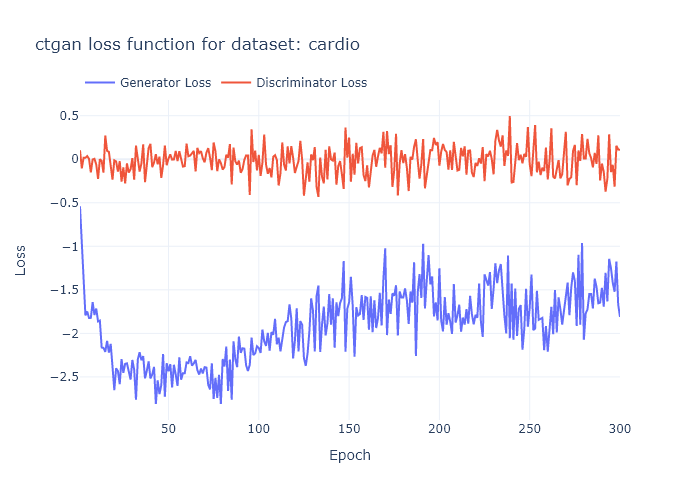 ctgan loss function for dataset: cardio
Generator Loss
Discriminator Loss
0.5
0
−0.5
−1
−1.5
−2
−2.5
Loss
50
100
150
200
250
300
Epoch